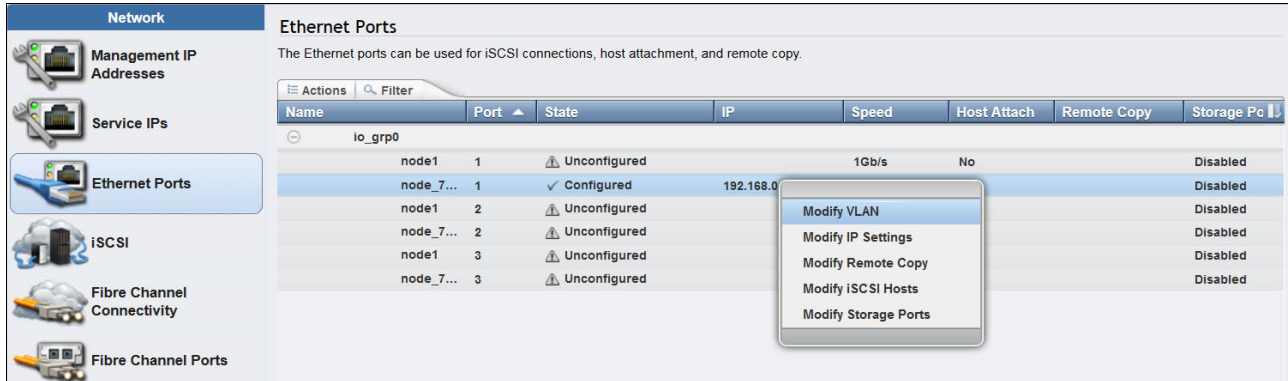 Network
Management IP
Addresses
Service IPs
Ethernet Ports
iSCSI
Fibre Channel
Connectivity
Fibre Channel Ports
Ethernet Ports
The Ethernet ports can be used for iSCSI connections, host attachment, and remote copy.
Actions Filter
Name Port State IP Speed Host Attach Remote Copy Storage Po
io_grp0
node1 1 Unconfigured 1Gb/s No Disabled
node_7... 1 Configured 192.168.0 Disabled
node1 2 Unconfigured Disabled
node_7... 2 Unconfigured Disabled
node1 3 Unconfigured Disabled
node_7... 3 Unconfigured Disabled
Modify VLAN
Modify IP Settings
Modify Remote Copy
Modify iSCSI Hosts
Modify Storage Ports